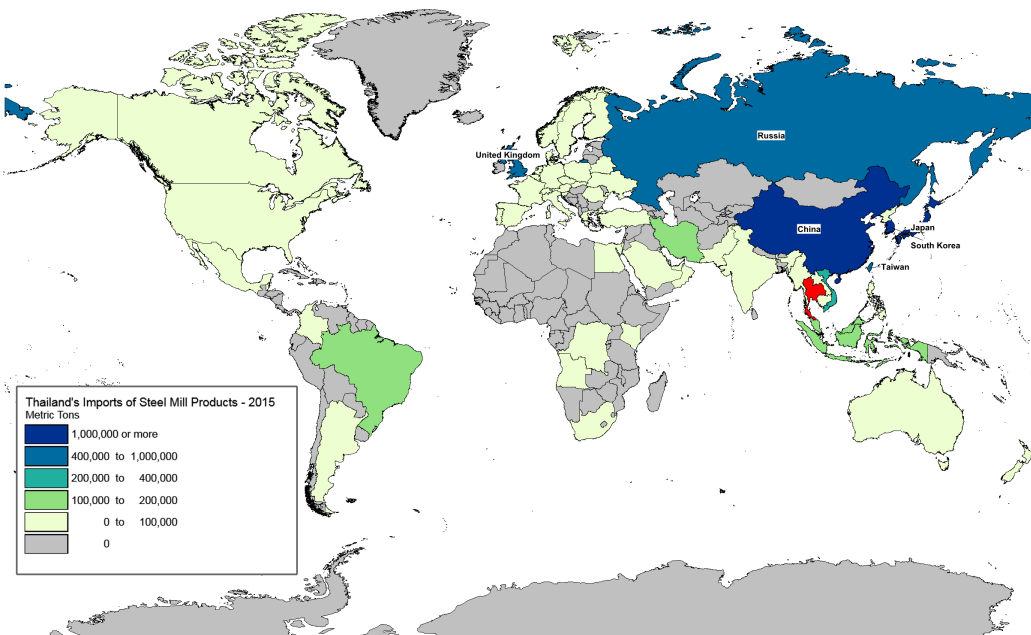 United Kingdom
Russia
China
Japan
South Korea
Taiwan
Thailand's Imports of Steel Mill Products - 2015
Metric Tons
1,000,000 or more
400,000 to 1,000,000
200,000 to 400,000
100,000 to 200,000
0 to 100,000
0